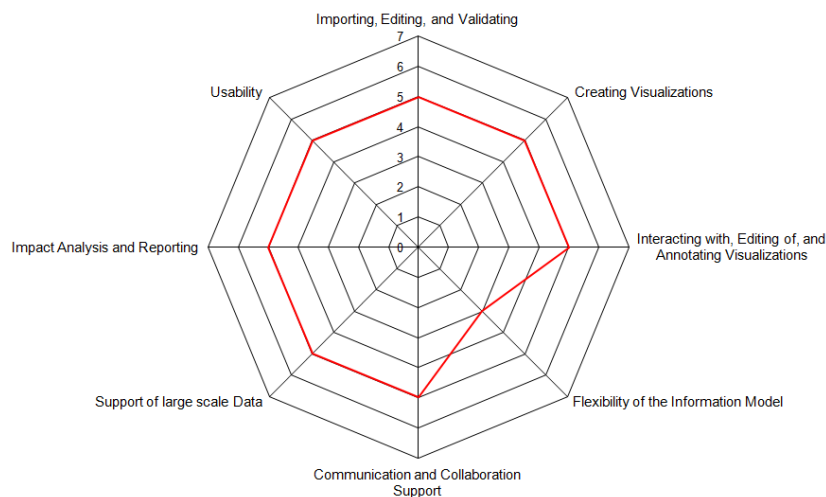 Importing, Editing, and Validating
7
6
5
4
3
2
1
0
Usability
Creating Visualizations
Impact Analysis and Reporting
Interacting with, Editing of, and
Annotating Visualizations
Support of large scale Data
Flexibility of the Information Model
Communication and Collaboration
Support